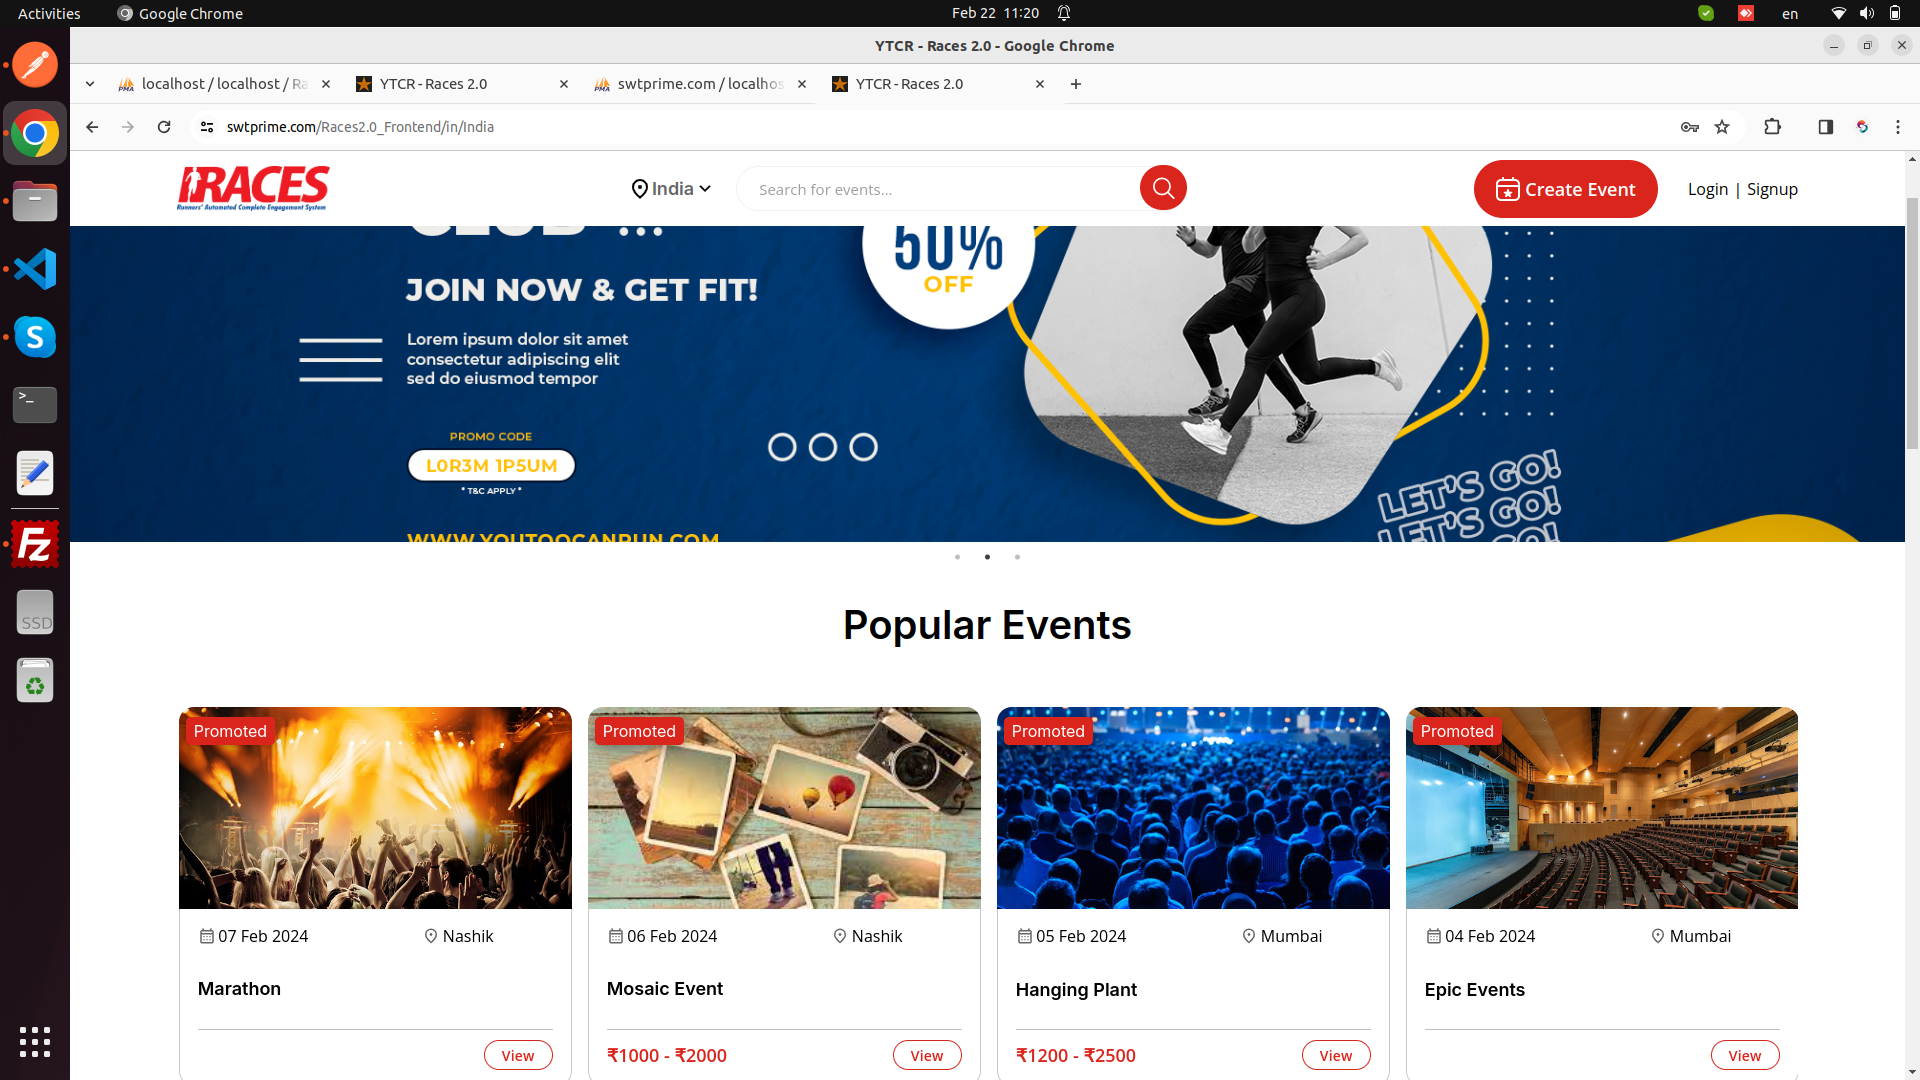 Activities
Google Chrome
Feb 22 11:20
en
YTCR - Races 2.0 - Google Chrome
localhost / localhost / Ra
YTCR - Races 2.0
swtprime.com / localhos
YTCR - Races 2.0
swtprime.com/Races2.0_Frontend/in/India
RACES
Runners' Automated Complete Engagement System
India
Search for events...
Create Event
Login | Signup
CLUB
50%
OFF
JOIN NOW & GET FIT!
Lorem ipsum dolor sit amet
consectetur adipiscing elit
sed do eiusmod tempor
PROMO CODE
L0R3M 1P5UM
* T&C APPLY *
WWW.YOUTOOCANRUN.COM
LET'S GO!
LET'S GO!
LET'S GO!
Popular Events
Promoted
Promoted
Promoted
Promoted
07 Feb 2024 Nashik
06 Feb 2024 Nashik
05 Feb 2024 Mumbai
04 Feb 2024 Mumbai
Marathon
Mosaic Event
Hanging Plant
Epic Events
View
₹1000 - ₹2000 View
₹1200 - ₹2500 View
View
SSD